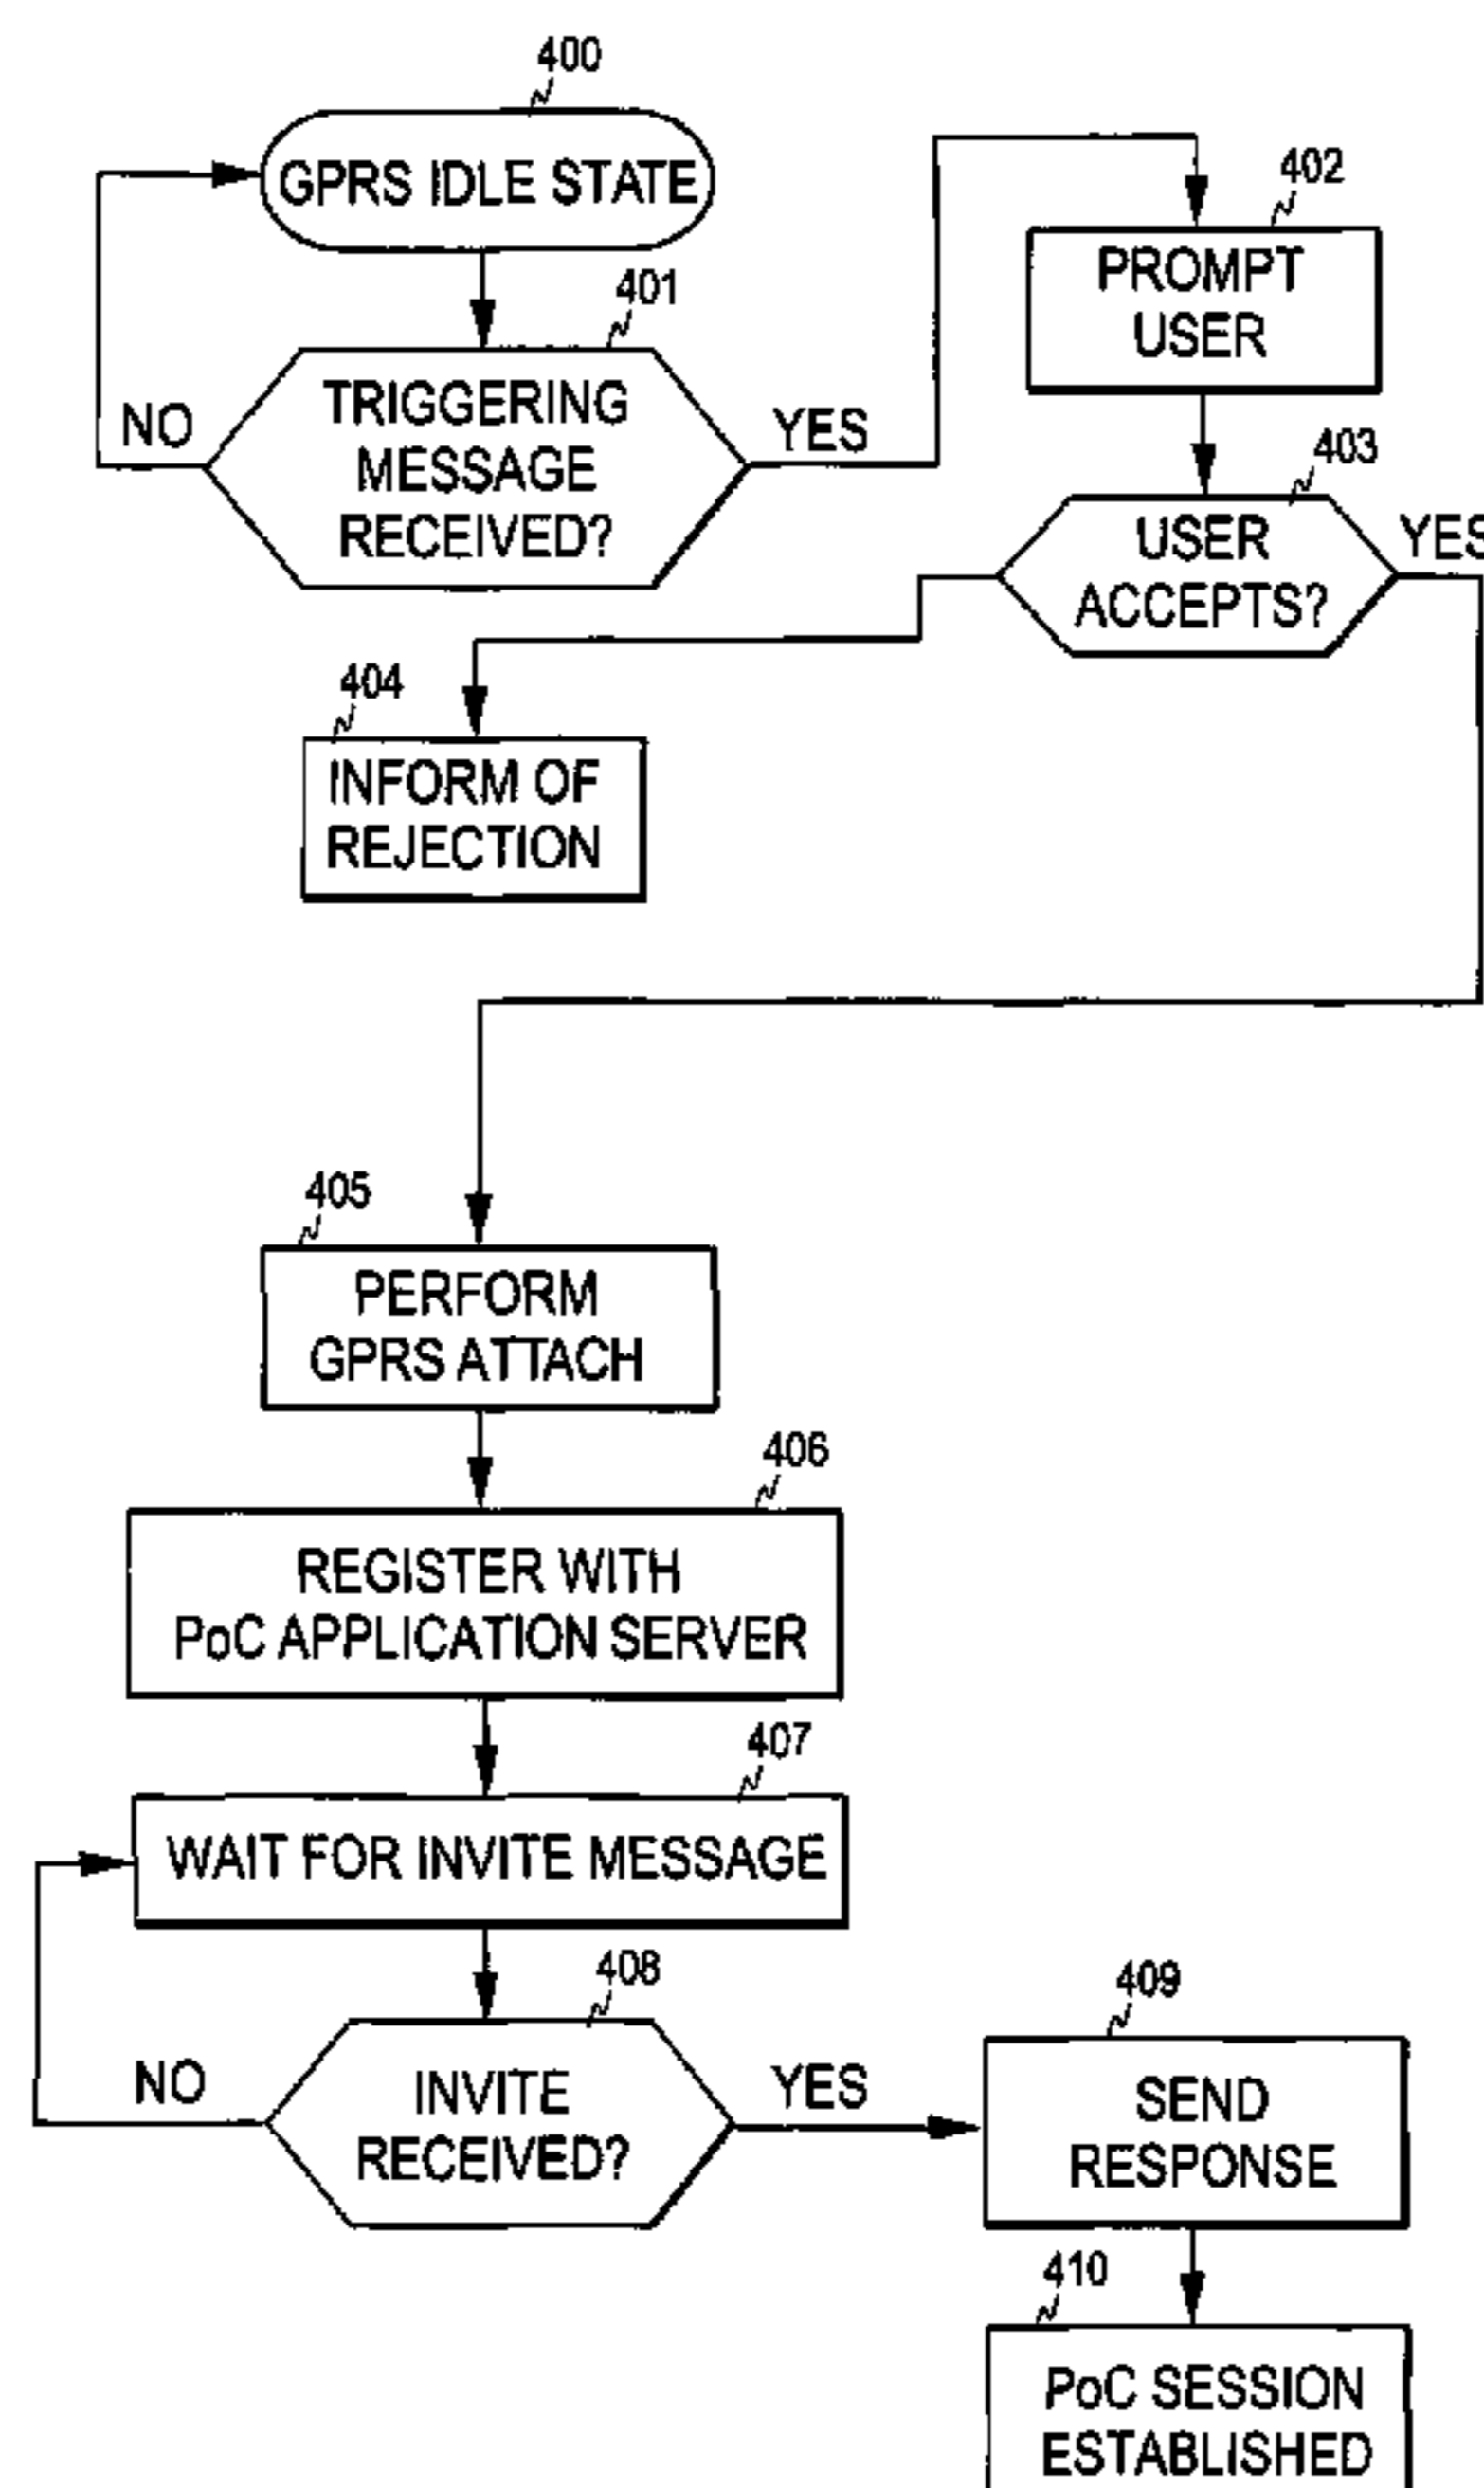 400
GPRS IDLE STATE
401
TRIGGERING
MESSAGE
RECEIVED?
NO
YES
402
PROMPT
USER
403
USER
ACCEPTS?
YES
404
INFORM OF
REJECTION
405
PERFORM
GPRS ATTACH
406
REGISTER WITH
PoC APPLICATION SERVER
407
WAIT FOR INVITE MESSAGE
408
INVITE
RECEIVED?
NO
YES
409
SEND
RESPONSE
410
PoC SESSION
ESTABLISHED